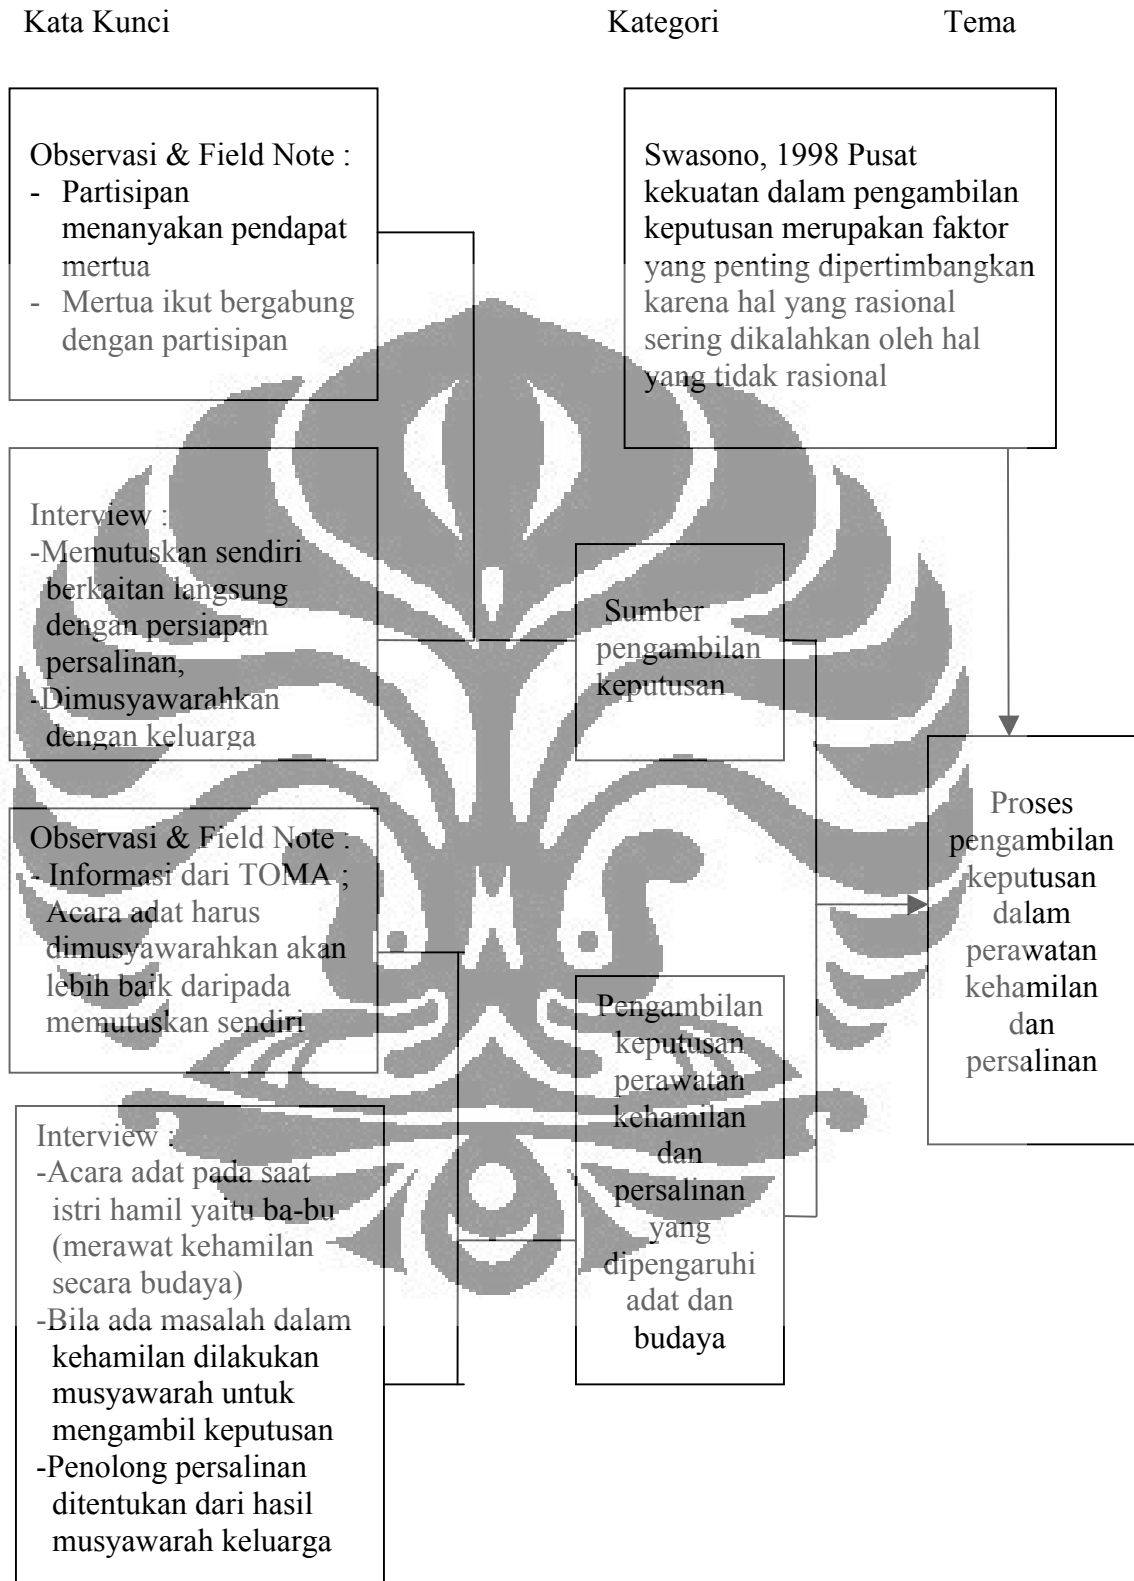 Kata Kunci
Kategori
Tema
Observasi & Field Note :
- Partisipan
menanyakan pendapat
mertua
- Mertua ikut bergabung
dengan partisipan
Swasono, 1998 Pusat
kekuatan dalam pengambilan
keputusan merupakan faktor
yang penting dipertimbangkan
karena hal yang rasional
sering dikalahkan oleh hal
yang tidak rasional
Interview :
-Memutuskan sendiri
berkaitan langsung
dengan persiapan
persalinan,
-Dimusyawarahkan
dengan keluarga
Sumber
pengambilan
keputusan
Observasi & Field Note :
- Informasi dari TOMA ;
Acara adat harus
dimusyawarahkan akan
lebih baik daripada
memutuskan sendiri
Proses
pengambilan
keputusan
dalam
perawatan
kehamilan
dan
persalinan
Pengambilan
keputusan
perawatan
kehamilan
dan
persalinan
yang
dipengaruhi
adat dan
budaya
Interview :
-Acara adat pada saat
istri hamil yaitu ba-bu
(merawat kehamilan
secara budaya)
-Bila ada masalah dalam
kehamilan dilakukan
musyawarah untuk
mengambil keputusan
-Penolong persalinan
ditentukan dari hasil
musyawarah keluarga